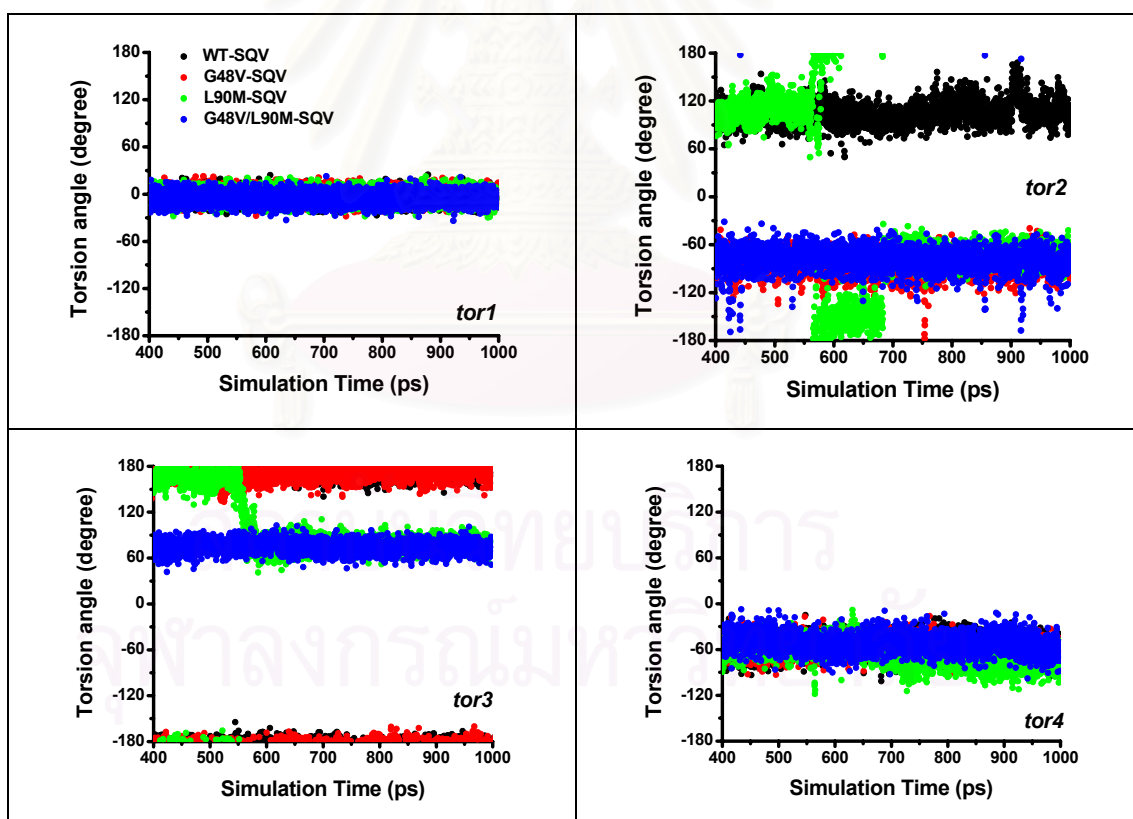 180
120
60
0
-60
-120
-180
Torsion angle (degree)
WT-SQV
G48V-SQV
L90M-SQV
G48V/L90M-SQV
tor1
400 500 600 700 800 900 1000
Simulation Time (ps)
180
120
60
0
-60
-120
-180
Torsion angle (degree)
tor2
400 500 600 700 800 900 1000
Simulation Time (ps)
180
120
60
0
-60
-120
-180
Torsion angle (degree)
tor3
400 500 600 700 800 900 1000
Simulation Time (ps)
180
120
60
0
-60
-120
-180
Torsion angle (degree)
tor4
400 500 600 700 800 900 1000
Simulation Time (ps)